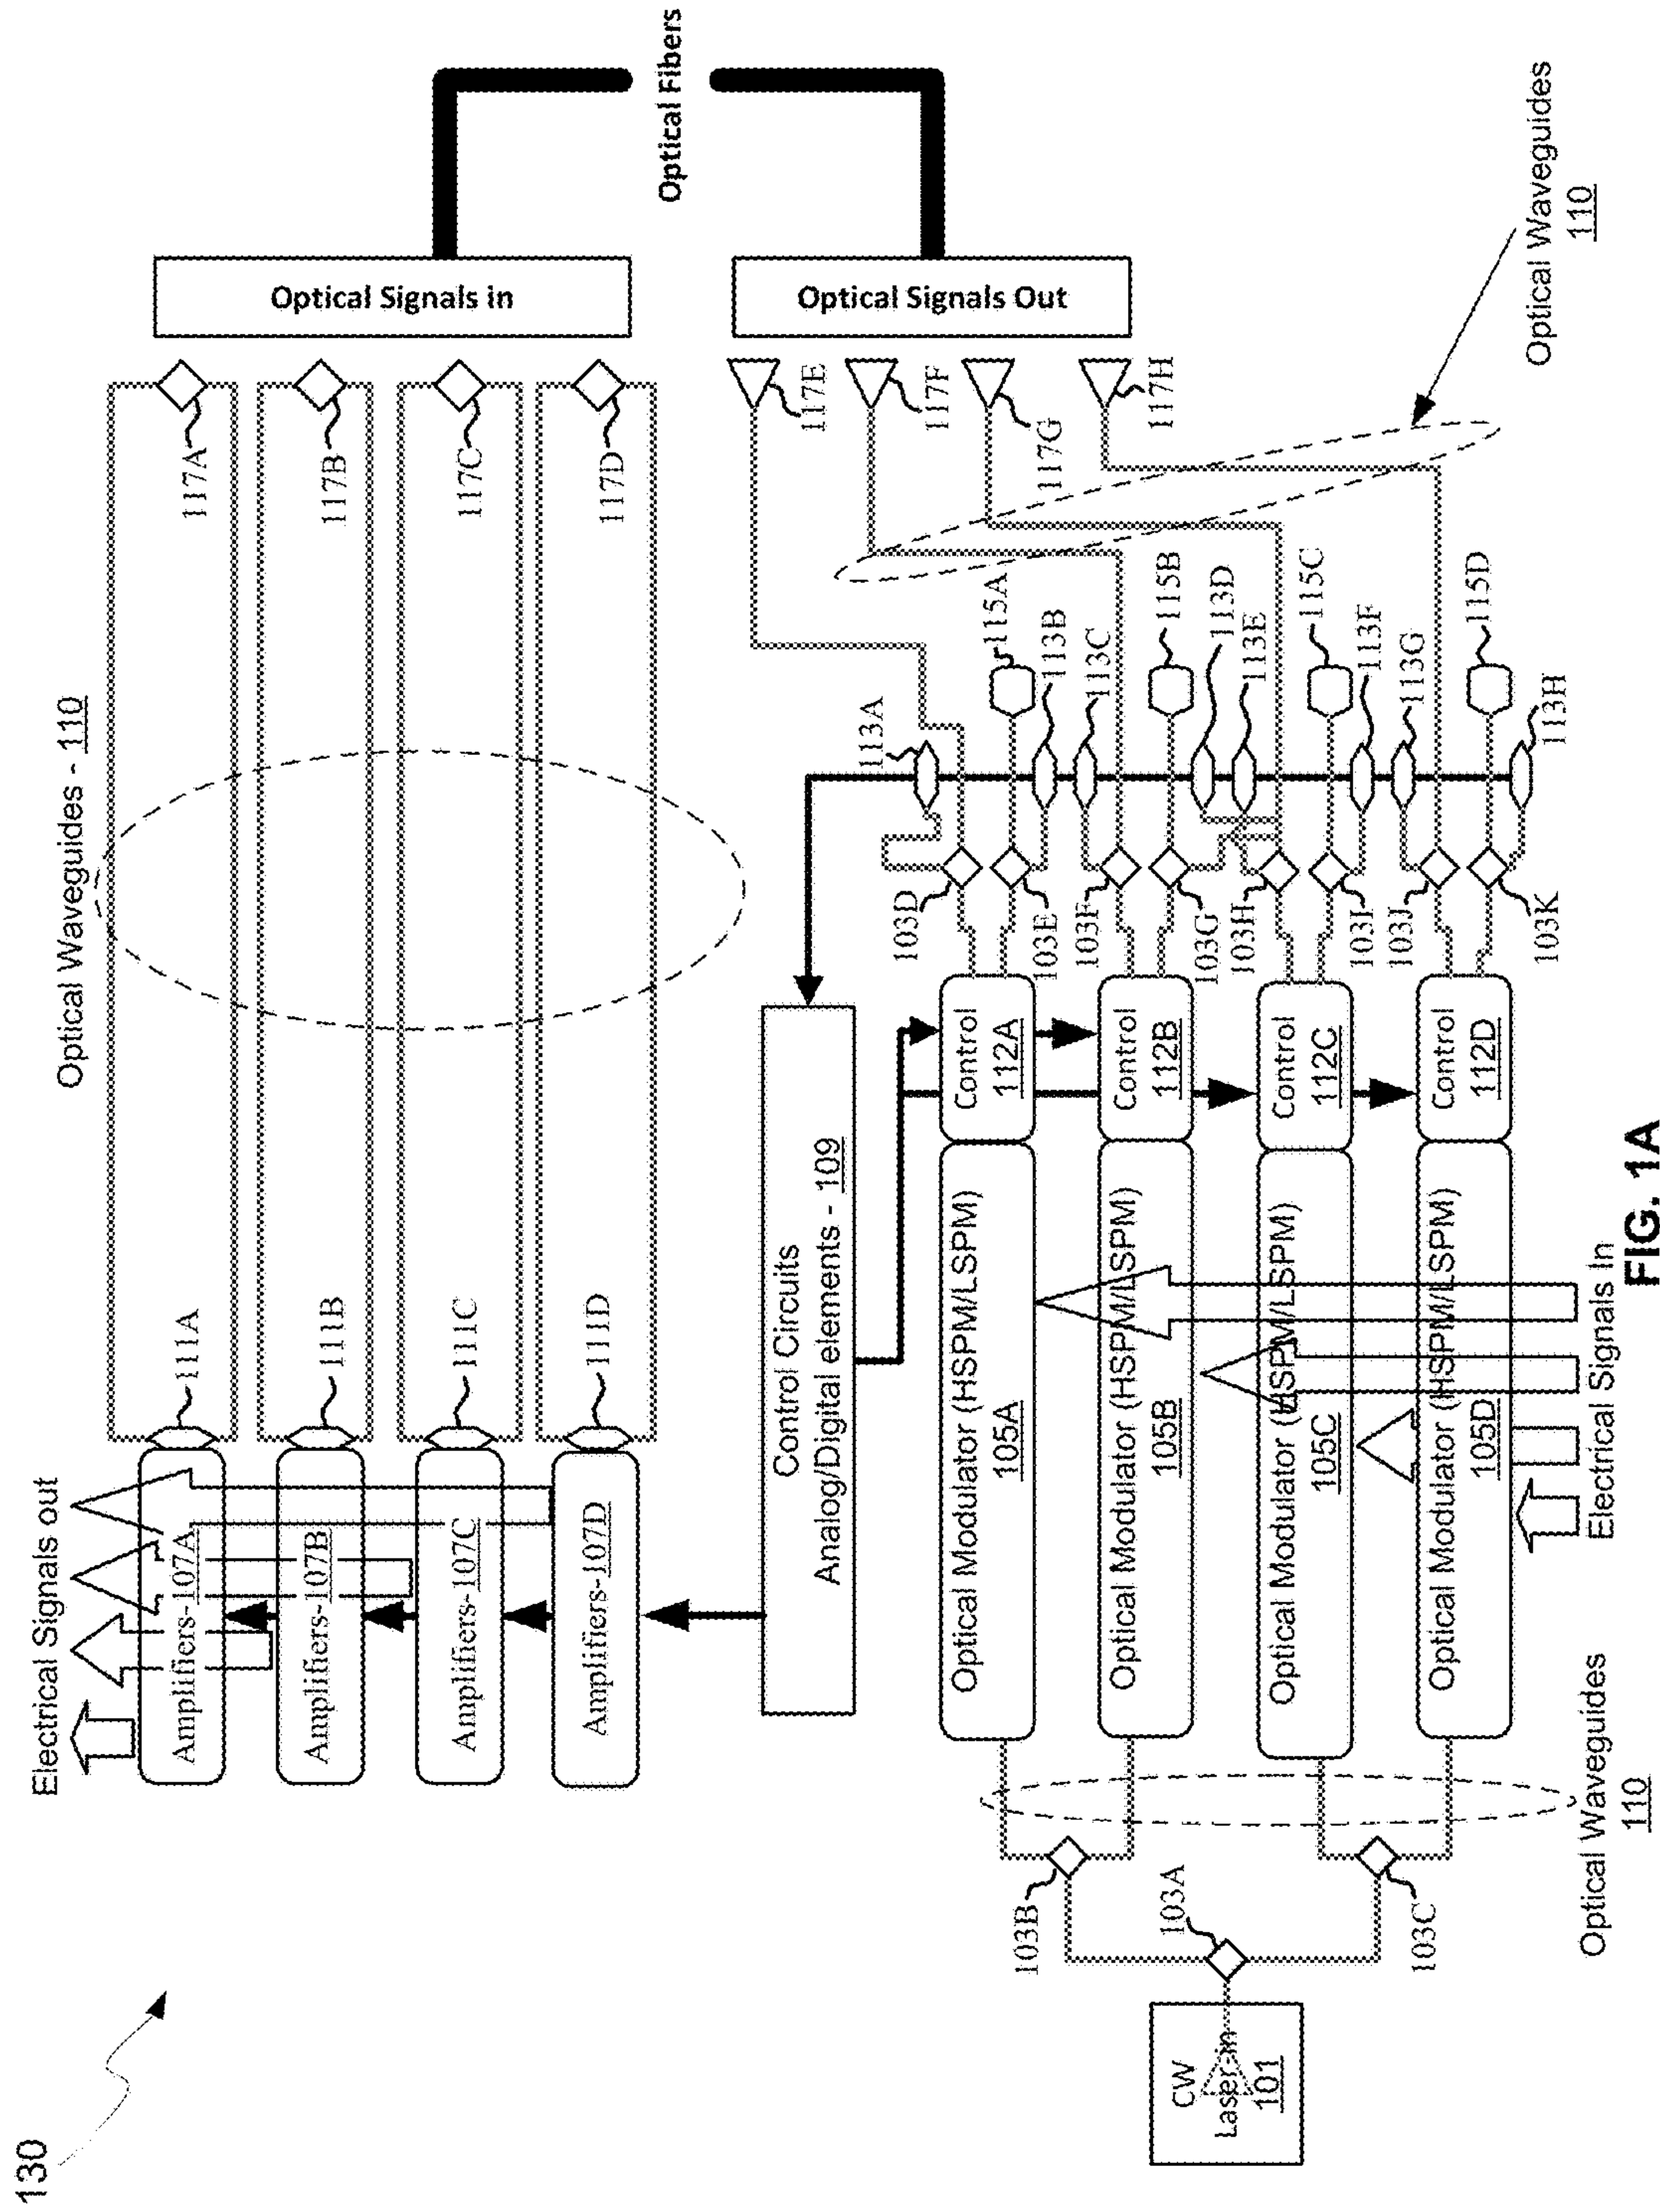 130
Electrical Signals out
Optical Waveguides - 110
Amplifiers-107A
111A
117A
Amplifiers-107B
111B
117B
Amplifiers-107C
111C
117C
Amplifiers-107D
111D
117D
Optical Signals in
Optical Fibers
Control Circuits
Analog/Digital elements - 109
Optical Signals Out
117E
117F
117G
117H
113A
103D
Optical Modulator (HSPM/LSPM)
105A
Control
112A
115A
103E
113B
103B
103F
113C
Optical Modulator (HSPM/LSPM)
105B
Control
112B
115B
103A
103G
113D
CW
Laser-in
101
103H
113E
Optical Modulator (HSPM/LSPM)
105C
Control
112C
115C
103I
113F
103C
103J
113G
Optical Modulator (HSPM/LSPM)
105D
Control
112D
115D
103K
113H
Optical Waveguides
110
Optical Waveguides
110
Electrical Signals In
FIG. 1A